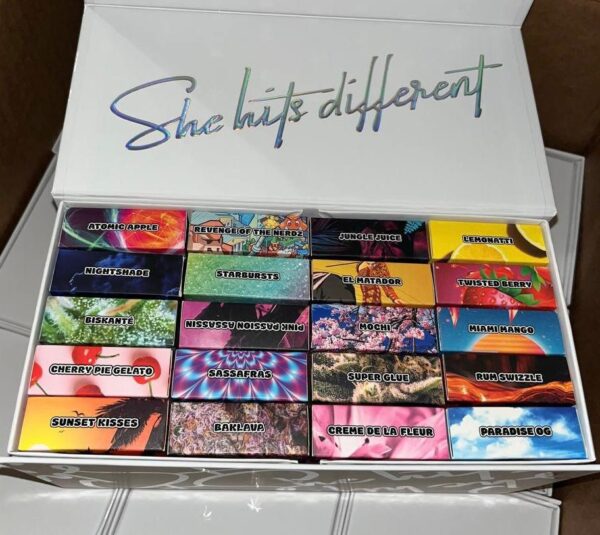 She hits different
ATOMIC APPLE
REVENGE OF THE NERDZ
JUNGLE JUICE
LEMONATTI
NIGHTSHADE
STARBURSTS
EL MATADOR
TWISTED BERRY
BISKANTÉ
PINK PASSION ASSASSIN
MOCHI
MIAMI MANGO
CHERRY PIE GELATO
SASSAFRAS
SUPER GLUE
RUM SWIZZLE
SUNSET KISSES
BAKLAVA
CREME DE LA FLEUR
PARADISE OG